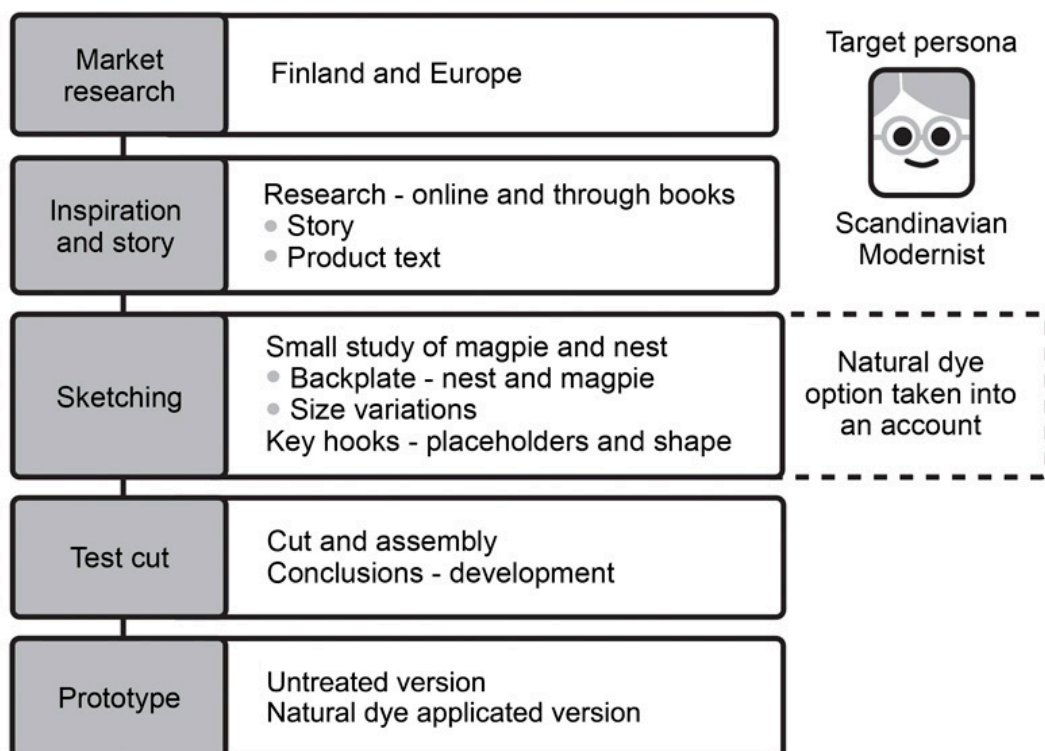 Market
research
Finland and Europe
Target persona
Scandinavian
Modernist
Inspiration
and story
Research - online and through books
Story
Product text
Sketching
Small study of magpie and nest
Backplate - nest and magpie
Size variations
Key hooks - placeholders and shape
Natural dye
option taken into
an account
Test cut
Cut and assembly
Conclusions - development
Prototype
Untreated version
Natural dye applicated version